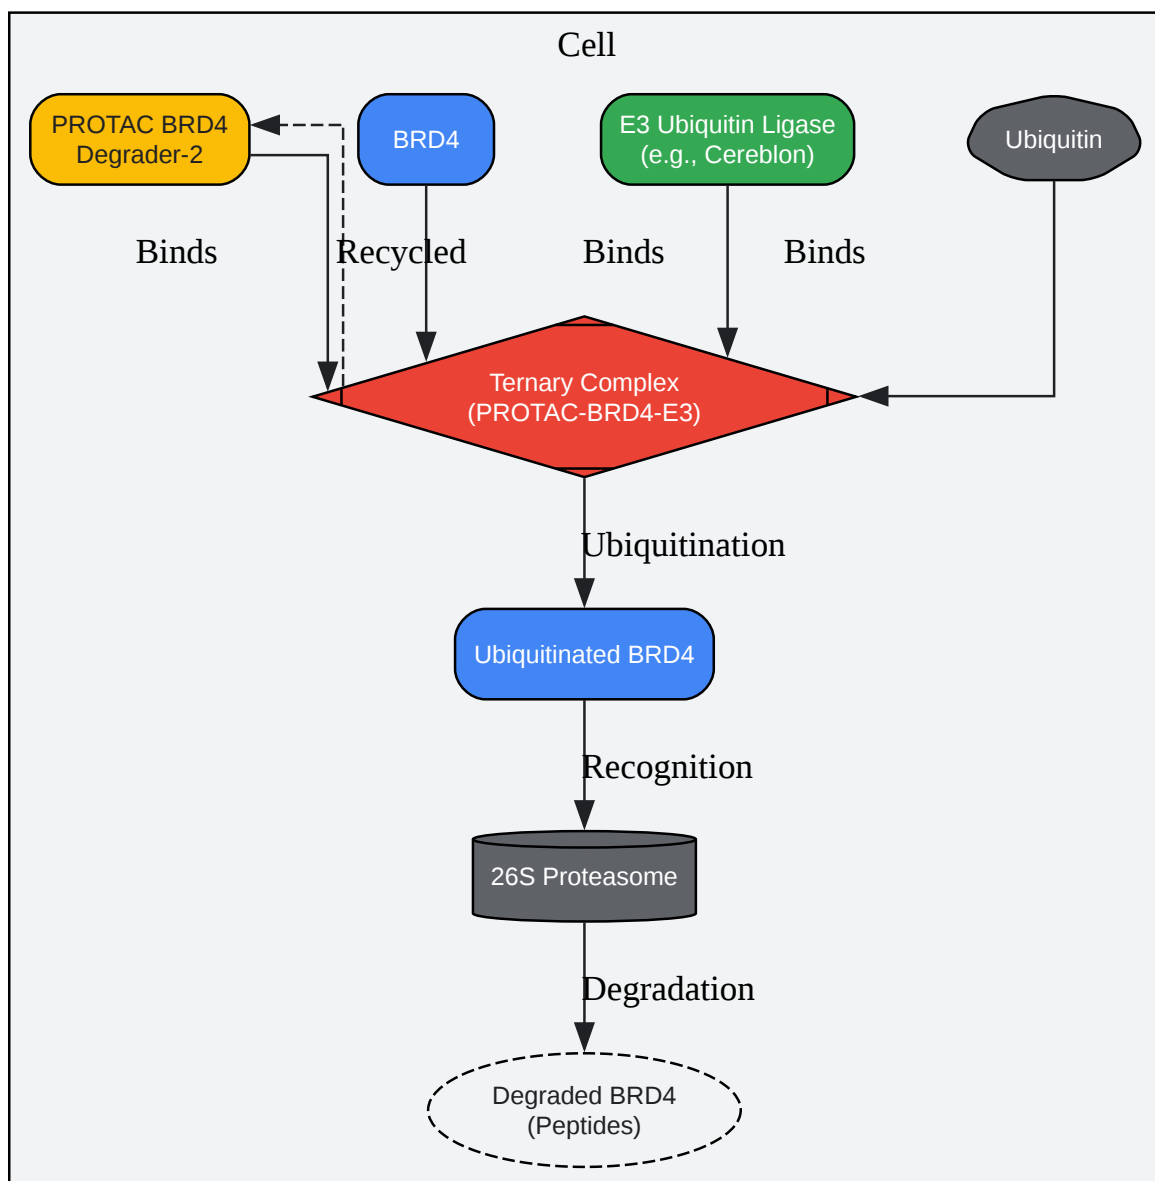 Cell
PROTAC BRD4
Degrader-2
BRD4
E3 Ubiquitin Ligase
(e.g., Cereblon)
Ubiquitin
Binds
Recycled
Binds
Binds
Ternary Complex
(PROTAC-BRD4-E3)
Ubiquitination
Ubiquitinated BRD4
Recognition
26S Proteasome
Degradation
Degraded BRD4
(Peptides)